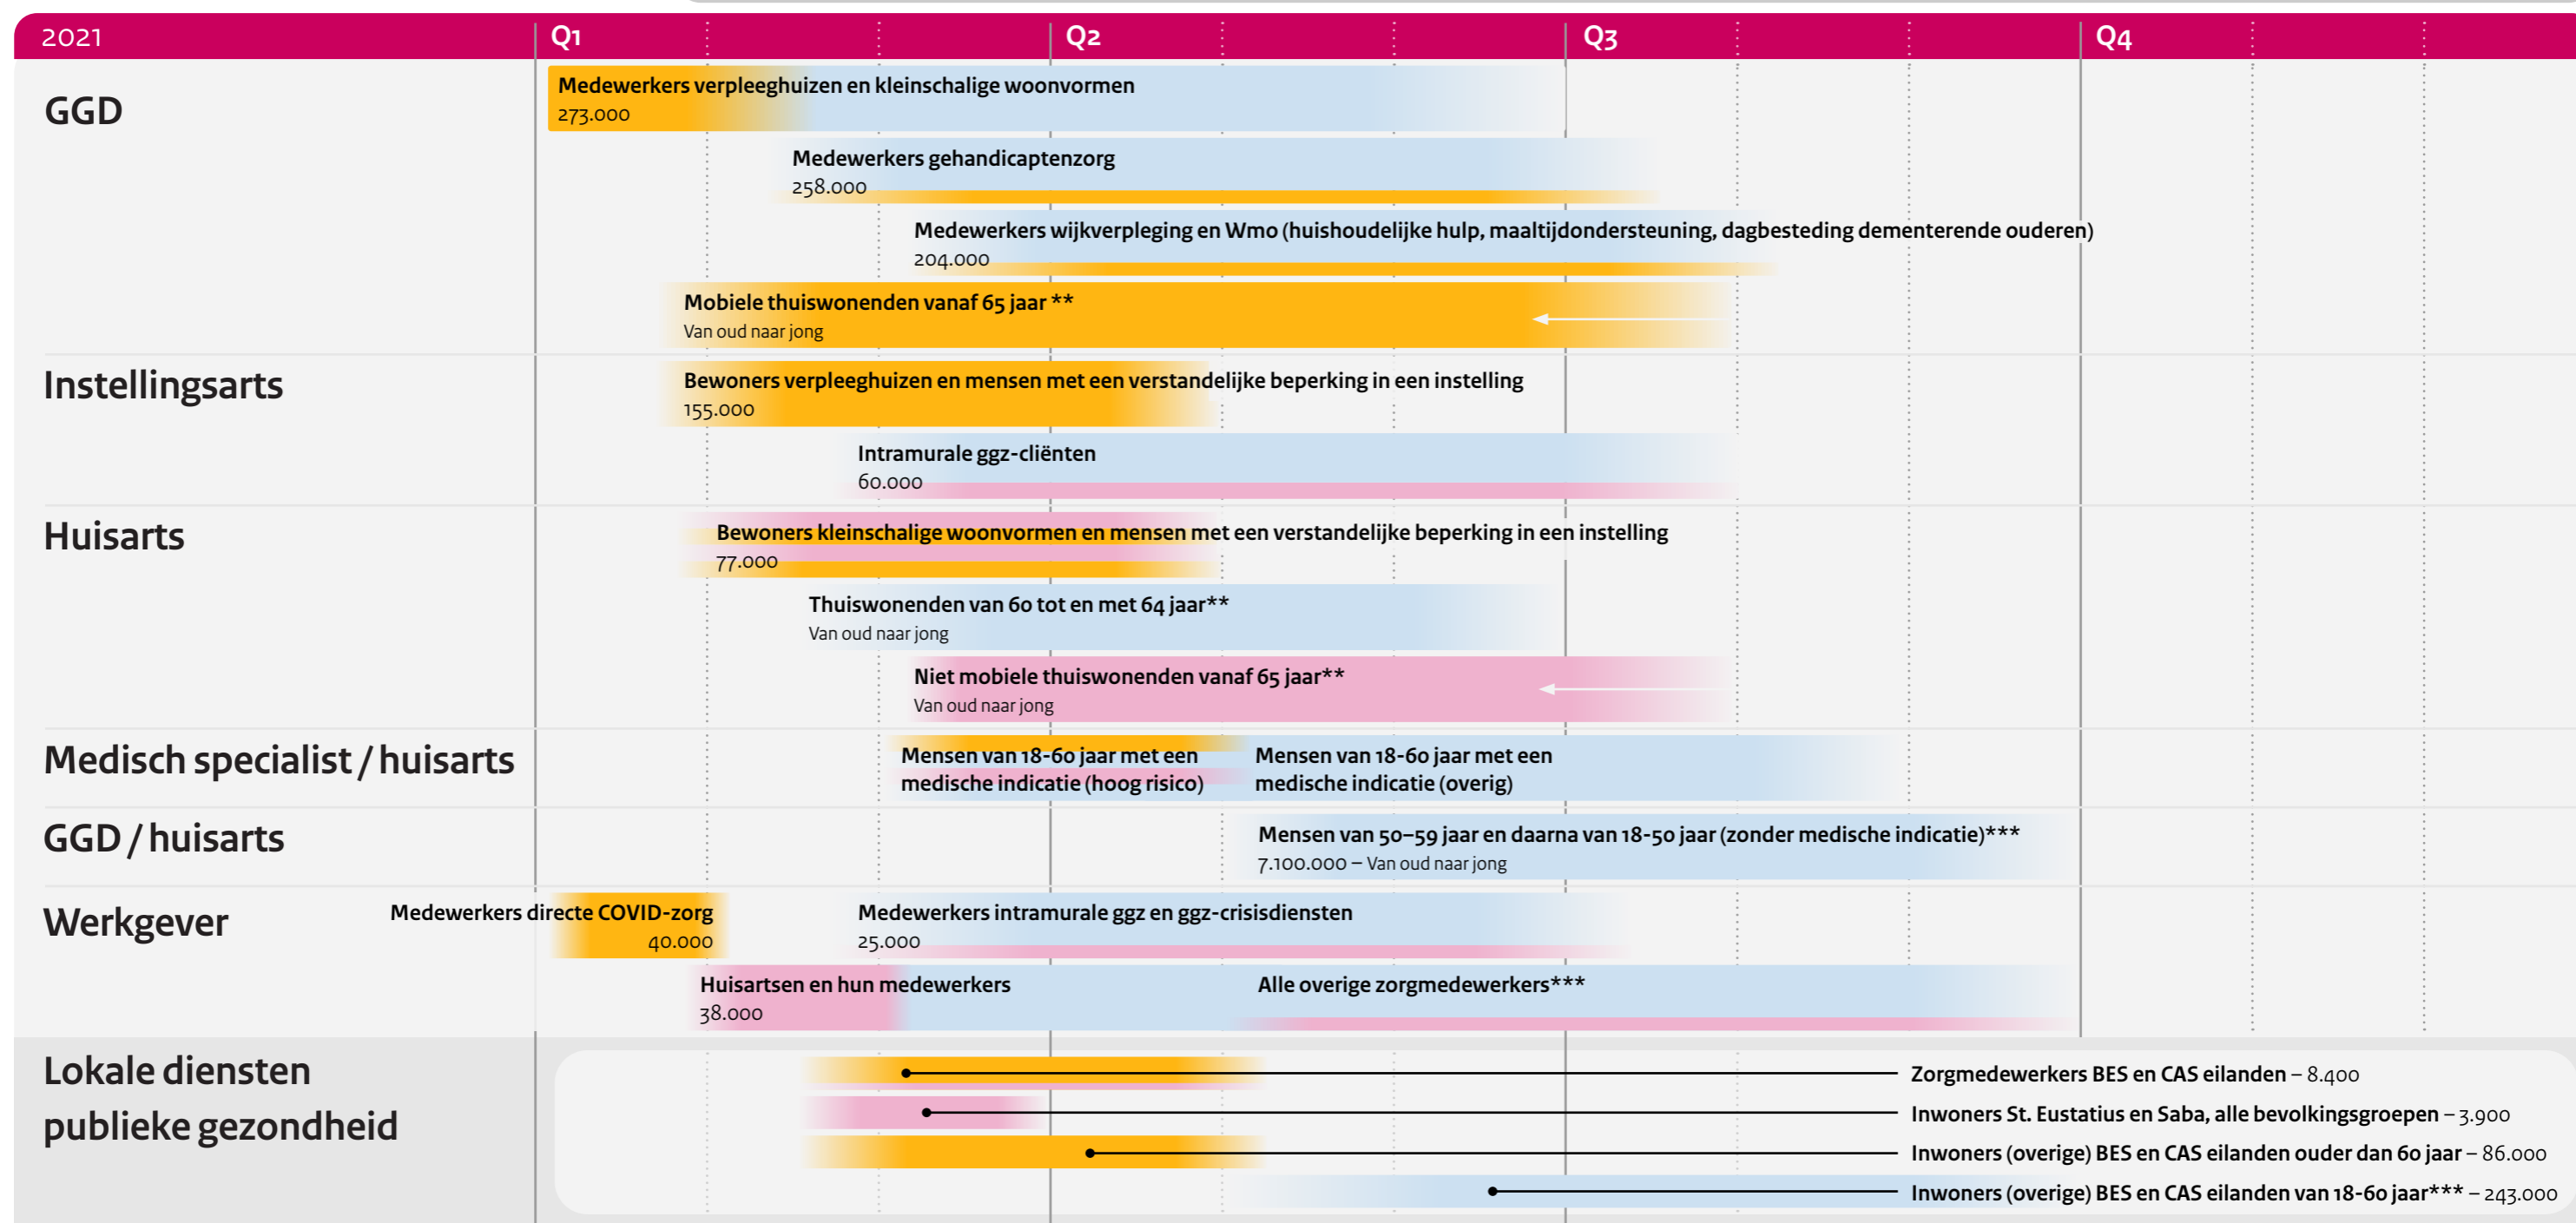 2021 Q1 Q2 Q3 Q4
GGD
Medewerkers verpleeghuizen en kleinschalige woonvormen
273.000
Medewerkers gehandicaptenzorg
258.000
Medewerkers wijkverpleging en Wmo (huishoudelijke hulp, maaltijdondersteuning, dagbesteding dementerende ouderen)
204.000
Mobiele thuiswonenden vanaf 65 jaar **
Van oud naar jong
Instellingsarts
Bewoners verpleeghuizen en mensen met een verstandelijke beperking in een instelling
155.000
Intramurale ggz-cliënten
60.000
Huisarts
Bewoners kleinschalige woonvormen en mensen met een verstandelijke beperking in een instelling
77.000
Thuiswonenden van 60 tot en met 64 jaar**
Van oud naar jong
Niet mobiele thuiswonenden vanaf 65 jaar**
Van oud naar jong
Medisch specialist / huisarts
Mensen van 18-60 jaar met een
medische indicatie (hoog risico)
Mensen van 18-60 jaar met een
medische indicatie (overig)
GGD / huisarts
Mensen van 50–59 jaar en daarna van 18-50 jaar (zonder medische indicatie)***
7.100.000 – Van oud naar jong
Werkgever
Medewerkers directe COVID-zorg
40.000
Medewerkers intramurale ggz en ggz-crisisdiensten
25.000
Huisartsen en hun medewerkers
38.000
Alle overige zorgmedewerkers***
Lokale diensten
publieke gezondheid
Zorgmedewerkers BES en CAS eilanden – 8.400
Inwoners St. Eustatius en Saba, alle bevolkingsgroepen – 3.900
Inwoners (overige) BES en CAS eilanden ouder dan 60 jaar – 86.000
Inwoners (overige) BES en CAS eilanden van 18-60 jaar*** – 243.000